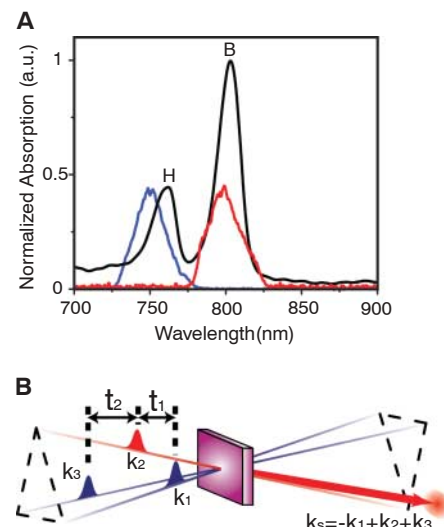 A
Normalized Absorption (a.u.)
1
0.5
0
B
H
700 750 800 850 900
Wavelength(nm)
B
t2 t1
k3 k2 k1
ks=-k1+k2+k3